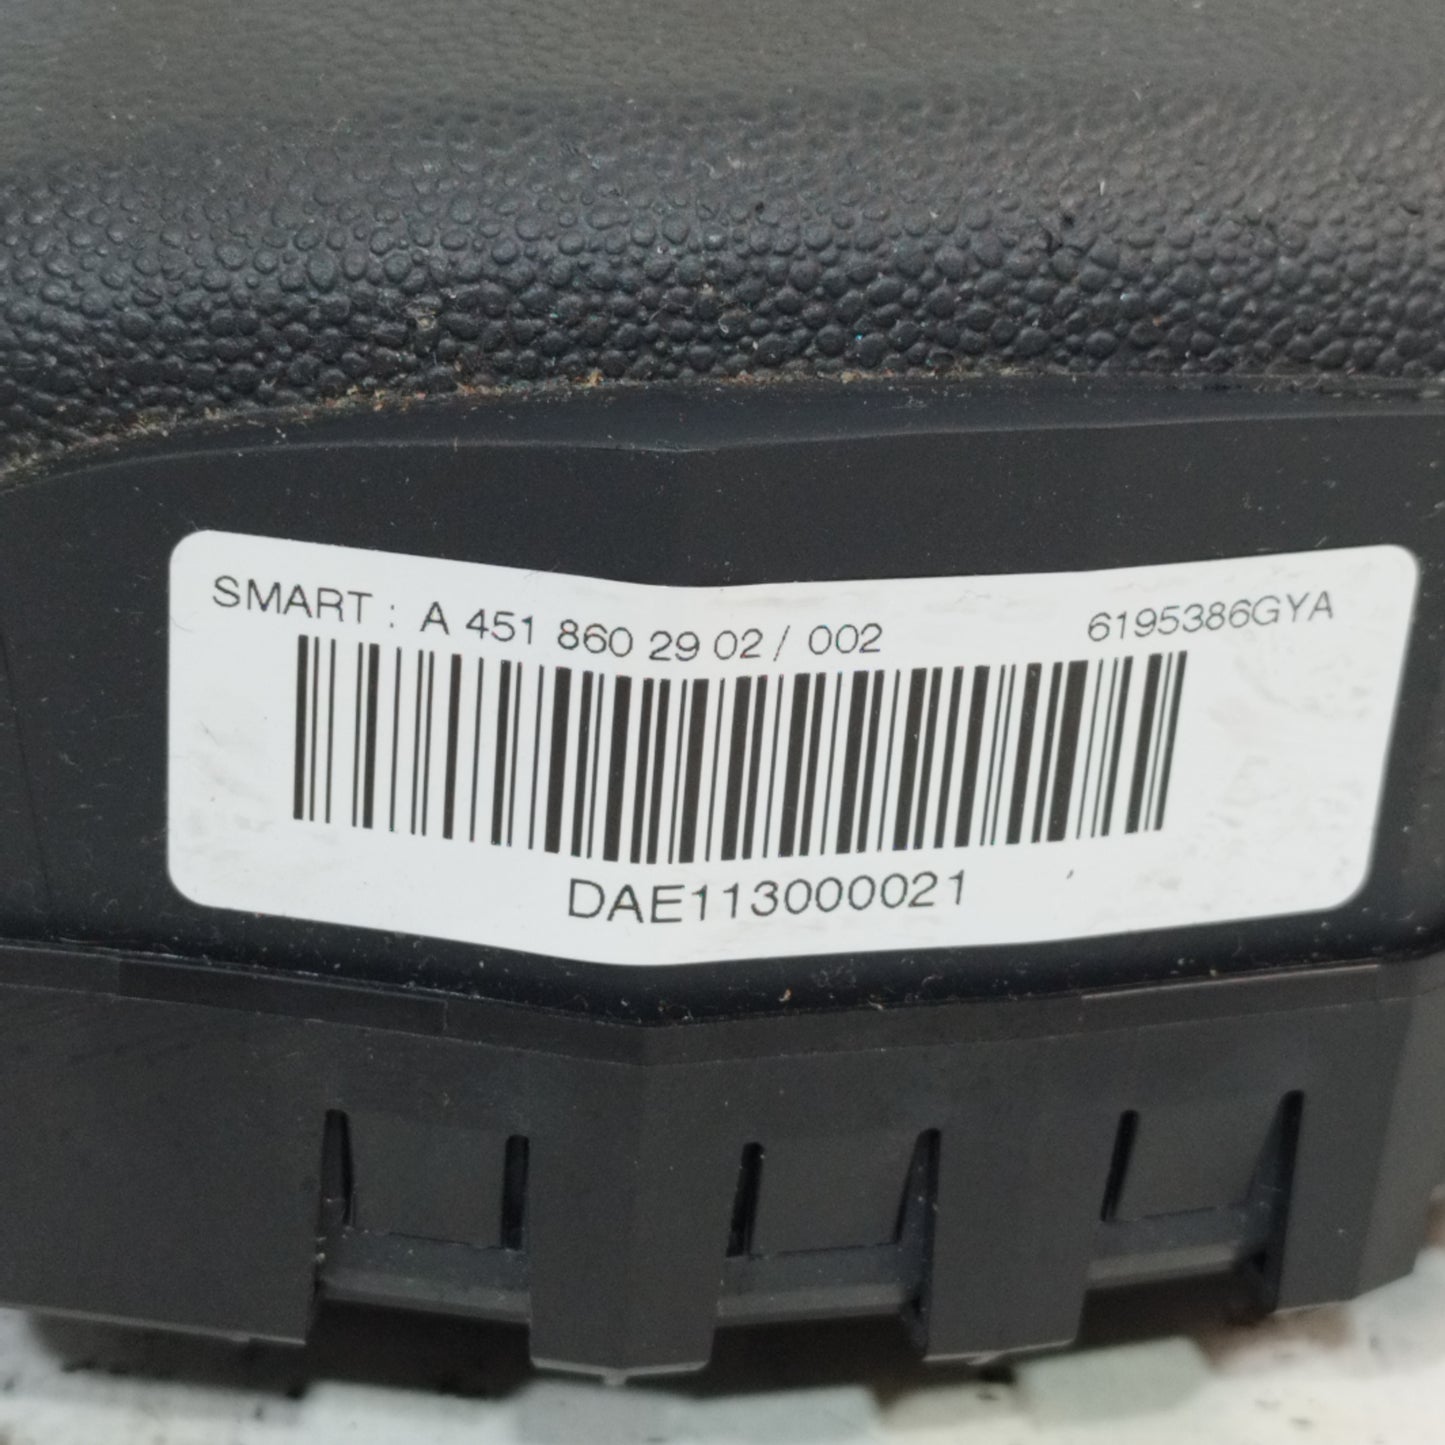 SMART : A 451 860 29 02 / 002 6195386GYA
DAE113000021